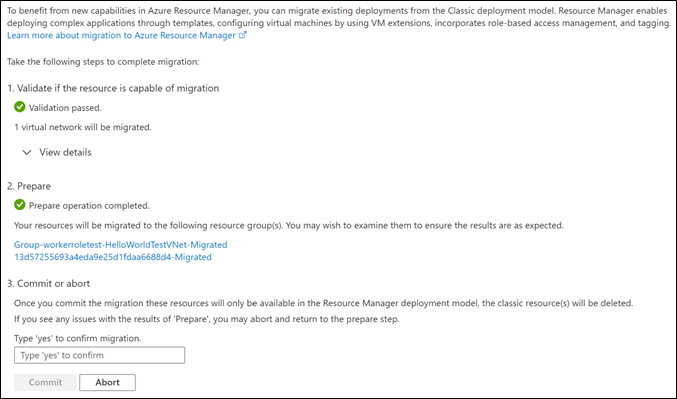 To benefit from new capabilities in Azure Resource Manager, you can migrate existing deployments from the Classic deployment model. Resource Manager enables
deploying complex applications through templates, configuring virtual machines by using VM extensions, incorporates role-based access management, and tagging.
Learn more about migration to Azure Resource Manager
Take the following steps to complete migration:
1. Validate if the resource is capable of migration
Validation passed.
1 virtual network will be migrated.
View details
2. Prepare
Prepare operation completed.
Your resources will be migrated to the following resource group(s). You may wish to examine them to ensure the results are as expected.
Group-workerroletest-HelloWorldTestVNet-Migrated
13d57255693a4eda9e25d1fdaa6688d4-Migrated
3. Commit or abort
Once you commit the migration these resources will only be available in the Resource Manager deployment model, the classic resource(s) will be deleted.
If you see any issues with the results of 'Prepare', you may abort and return to the prepare step.
Type 'yes' to confirm migration.
Type 'yes' to confirm
Commit Abort